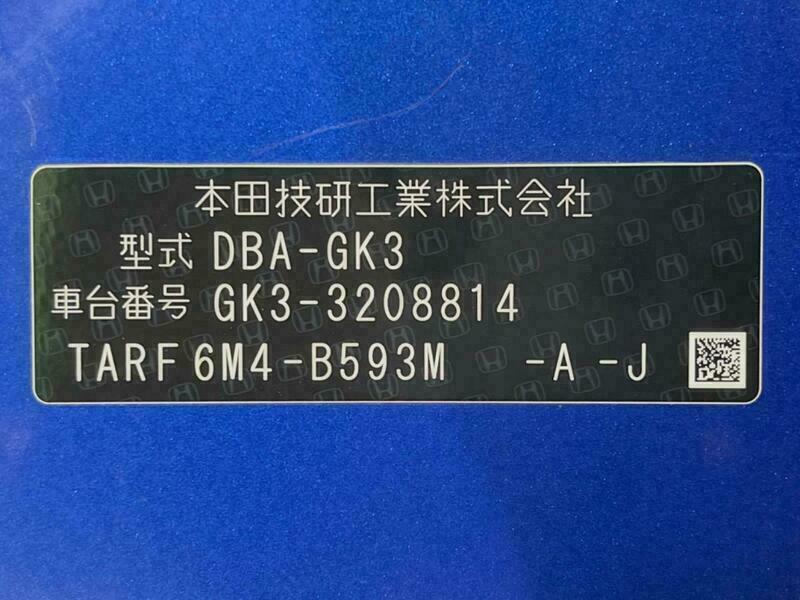 本田技研工業株式会社
型式 DBA-GK3
車台番号 GK3-3208814
TARF6M4-B593M -A-J